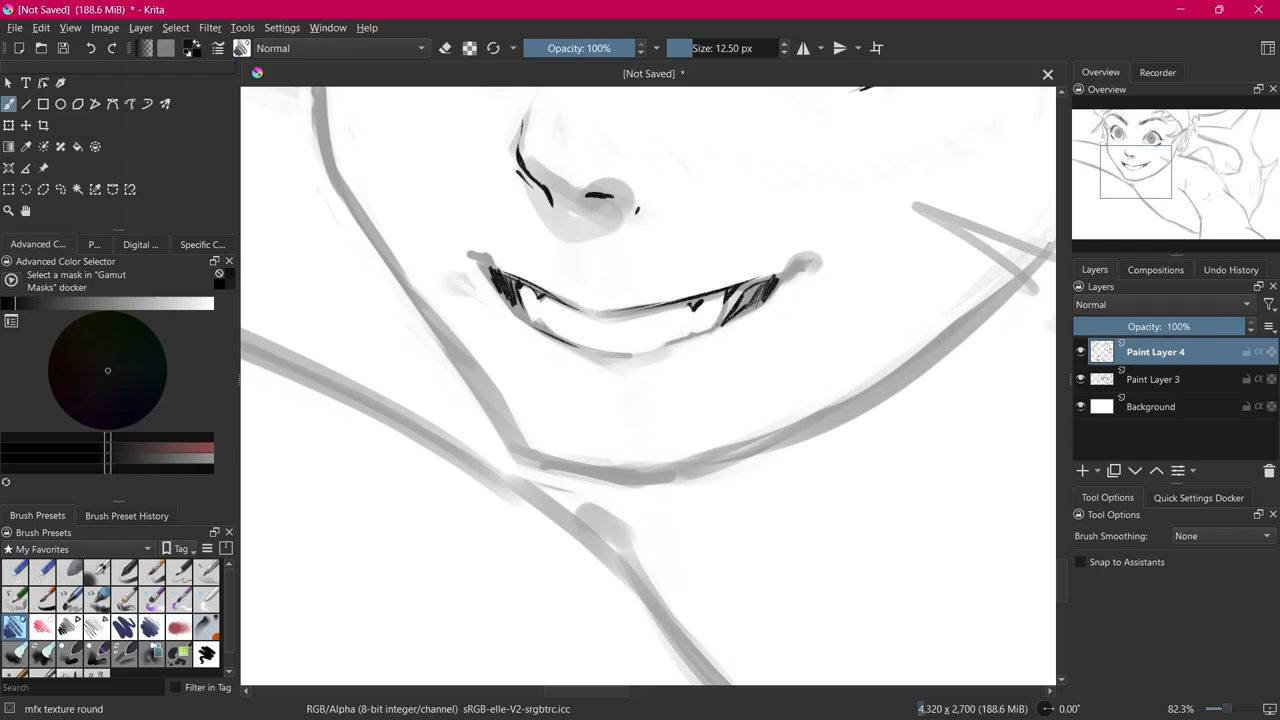 [Not Saved] (188.6 MiB) * - Krita
File Edit View Image Layer Select Filter Tools Settings Window Help
Normal Opacity: 100% Size: 12.50 px
[Not Saved] *
Overview Recorder
Overview
Advanced C... P... Digital ... Specific C...
Advanced Color Selector
Select a mask in "Gamut
Masks" docker
Layers Compositions Undo History
Layers
Normal
Opacity: 100%
Paint Layer 4
Paint Layer 3
Background
Tool Options Quick Settings Docker
Tool Options
Brush Smoothing: None
Snap to Assistants
Brush Presets Brush Preset History
Brush Presets
★ My Favorites Tag
Search Filter in Tag
mfx texture round RGB/Alpha (8-bit integer/channel) sRGB-elle-V2-srgbtrc.icc 4,320 x 2,700 (188.6 MiB) 0.00° 82.3%